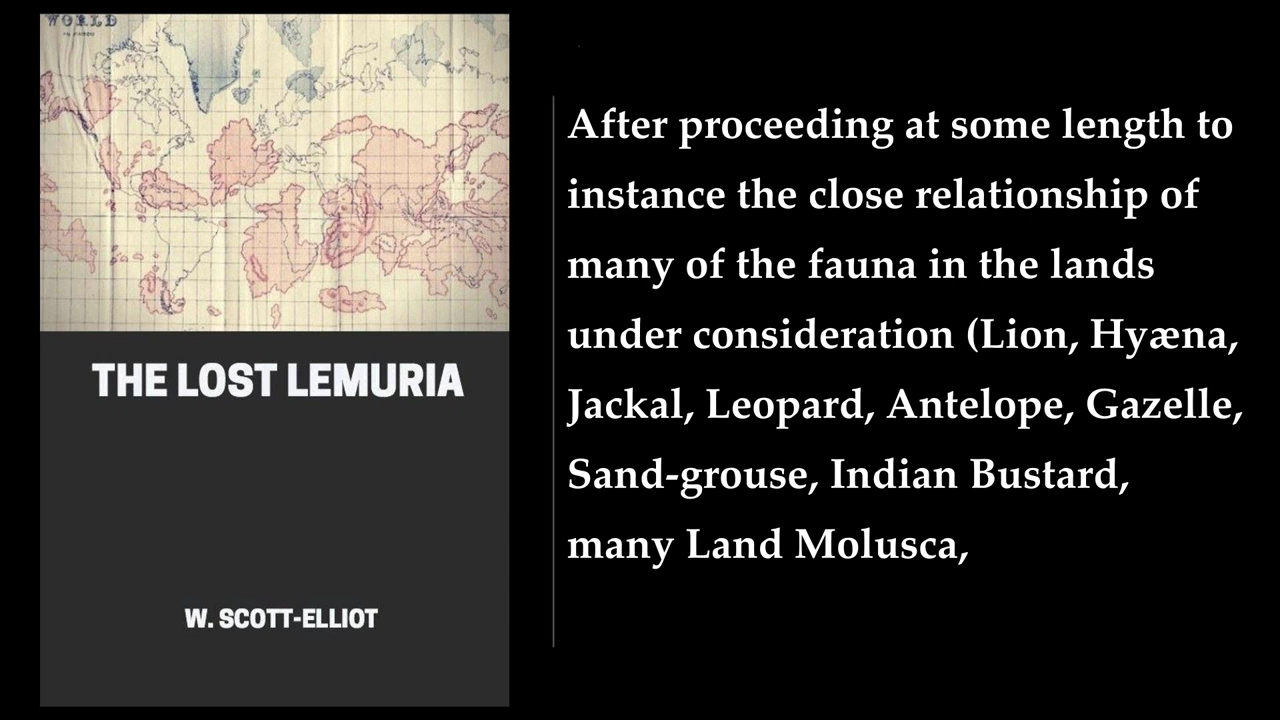 WORLD
THE LOST LEMURIA
W. SCOTT-ELLIOT
After proceeding at some length to
instance the close relationship of
many of the fauna in the lands
under consideration (Lion, Hyæna,
Jackal, Leopard, Antelope, Gazelle,
Sand-grouse, Indian Bustard,
many Land Molusca,